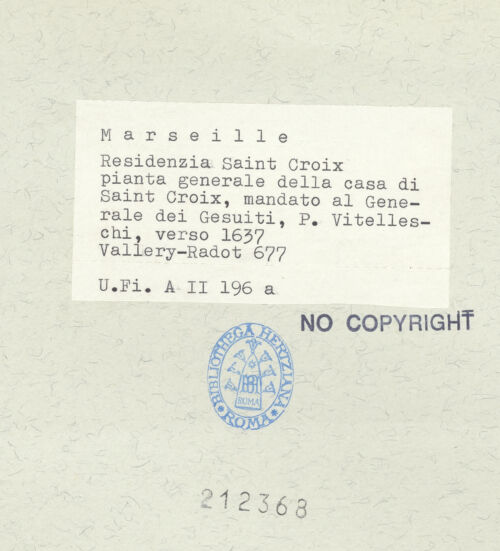 Marseille
Residenzia Saint Croix
pianta generale della casa di
Saint Croix, mandato al Gene-
rale dei Gesuiti, P. Vitelles-
chi, verso 1637
Vallery-Radot 677
U.Fi. A II 196 a
NO COPYRIGHT
BIBLIOTHECA HERTZIANA
ROMA
ROMA
212368